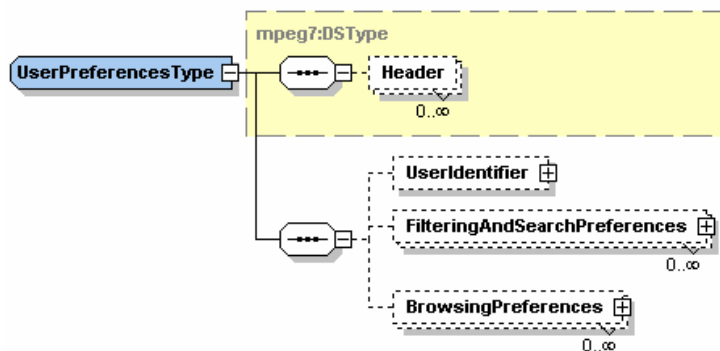 mpeg7:DSType
UserPreferencesType
Header
0..∞
UserIdentifier
FilteringAndSearchPreferences
0..∞
BrowsingPreferences
0..∞